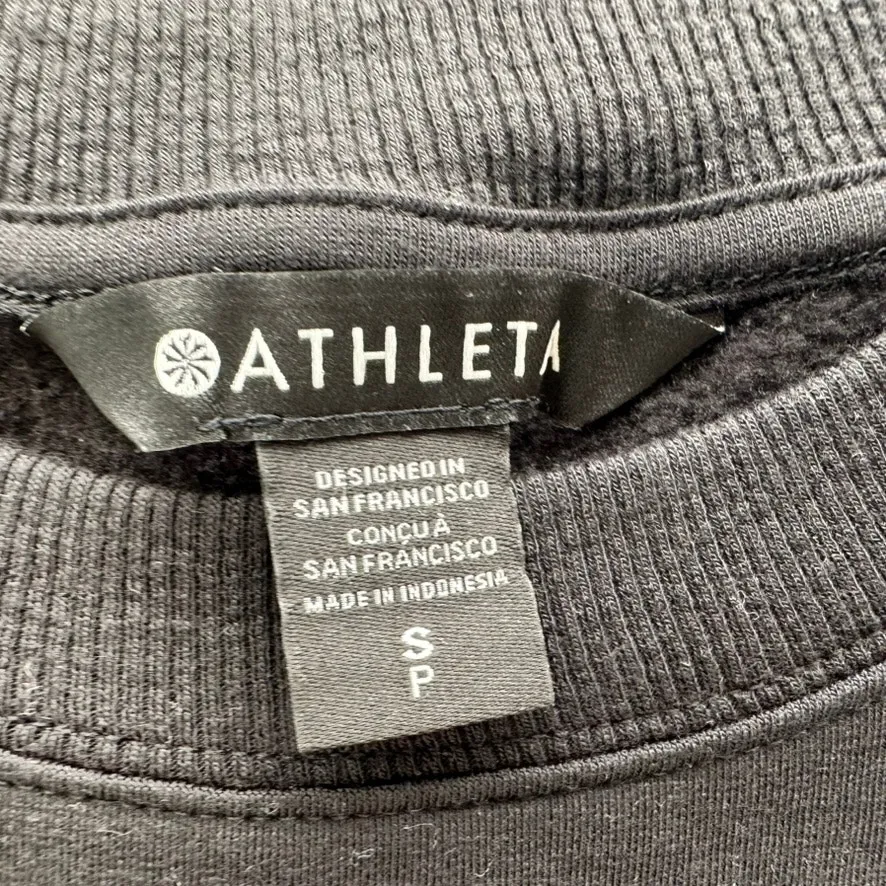 ATHLETA
DESIGNED IN
SAN FRANCISCO
CONÇU À
SAN FRANCISCO
MADE IN INDONESIA
S
P